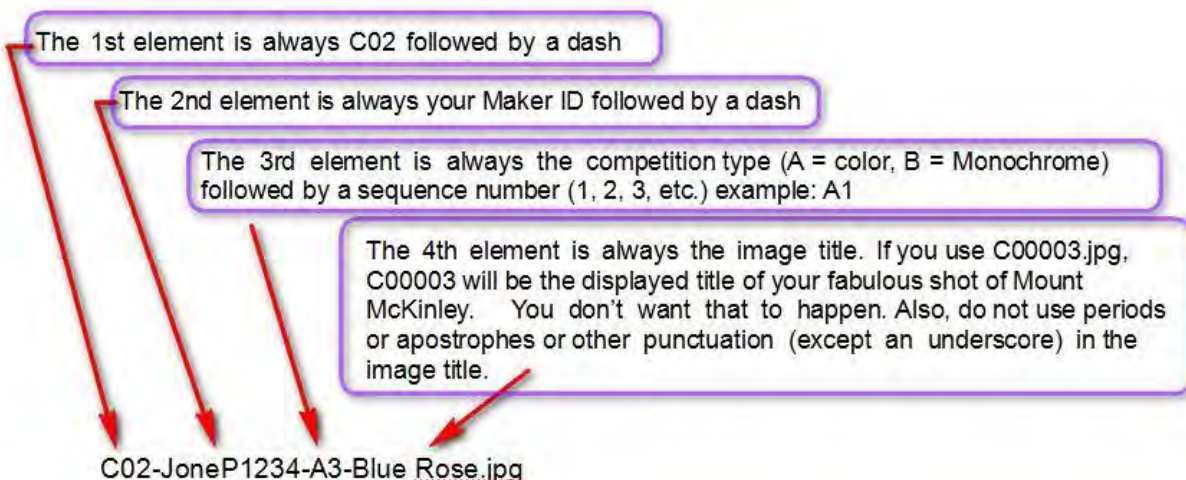 The 1st element is always C02 followed by a dash
The 2nd element is always your Maker ID followed by a dash
The 3rd element is always the competition type (A = color, B = Monochrome)
followed by a sequence number (1, 2, 3, etc.) example: A1
The 4th element is always the image title. If you use C00003.jpg,
C00003 will be the displayed title of your fabulous shot of Mount
McKinley. You don't want that to happen. Also, do not use periods
or apostrophes or other punctuation (except an underscore) in the
image title.
C02-JoneP1234-A3-Blue Rose.jpg